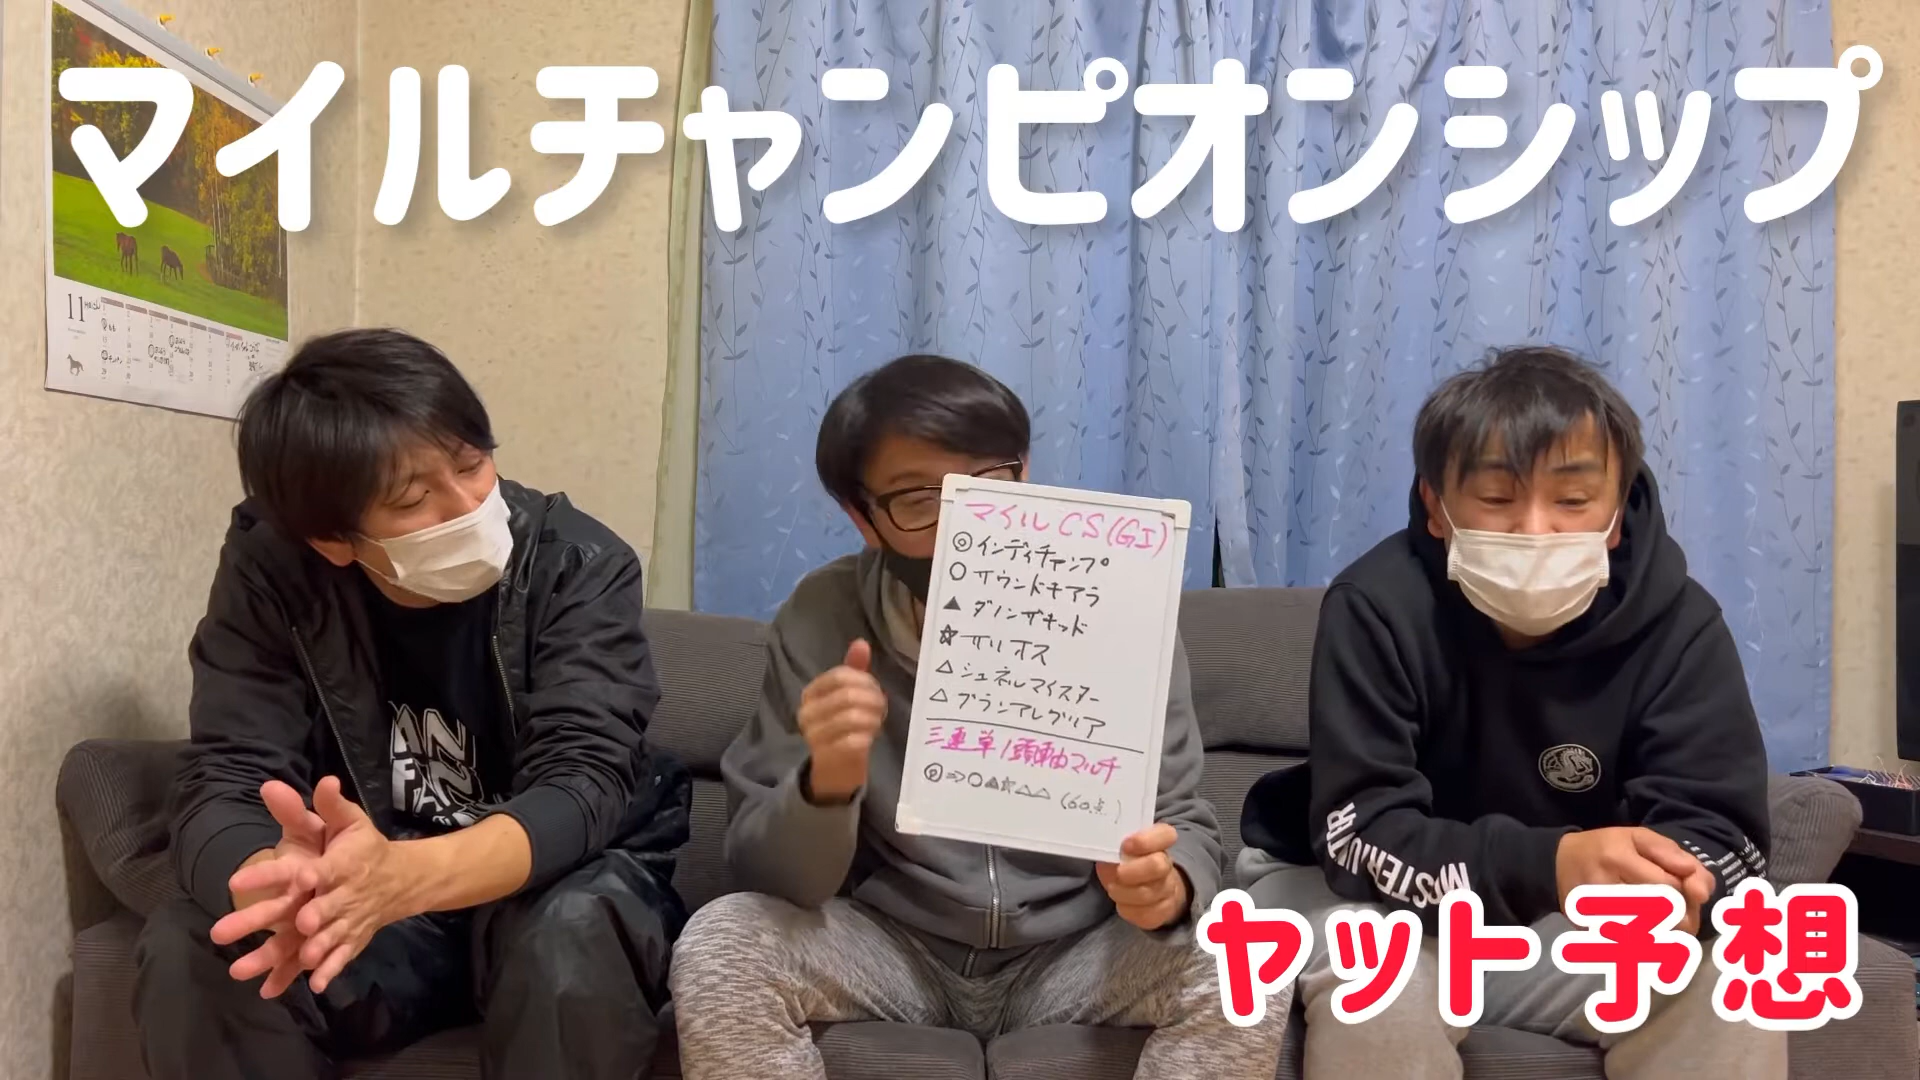 マイルチャンピオンシップ
11
マイルCS(GI)
◎インディチャンプ
○サウンドキアラ
▲ダノンザキッド
☆サリオス
△シュネルマイスター
△グランアレグリア
三連単1頭軸マルチ
◎⇒○▲☆△△(60点)
ヤット予想